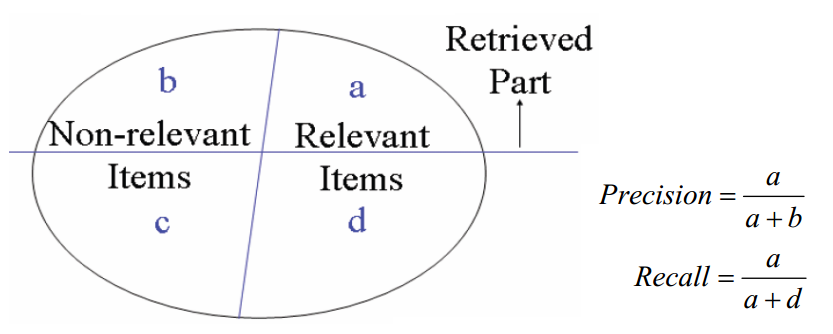 Retrieved
Part
b
a
Non-relevant
Items
Relevant
Items
c
d
Precision = a / a + b
Recall = a / a + d